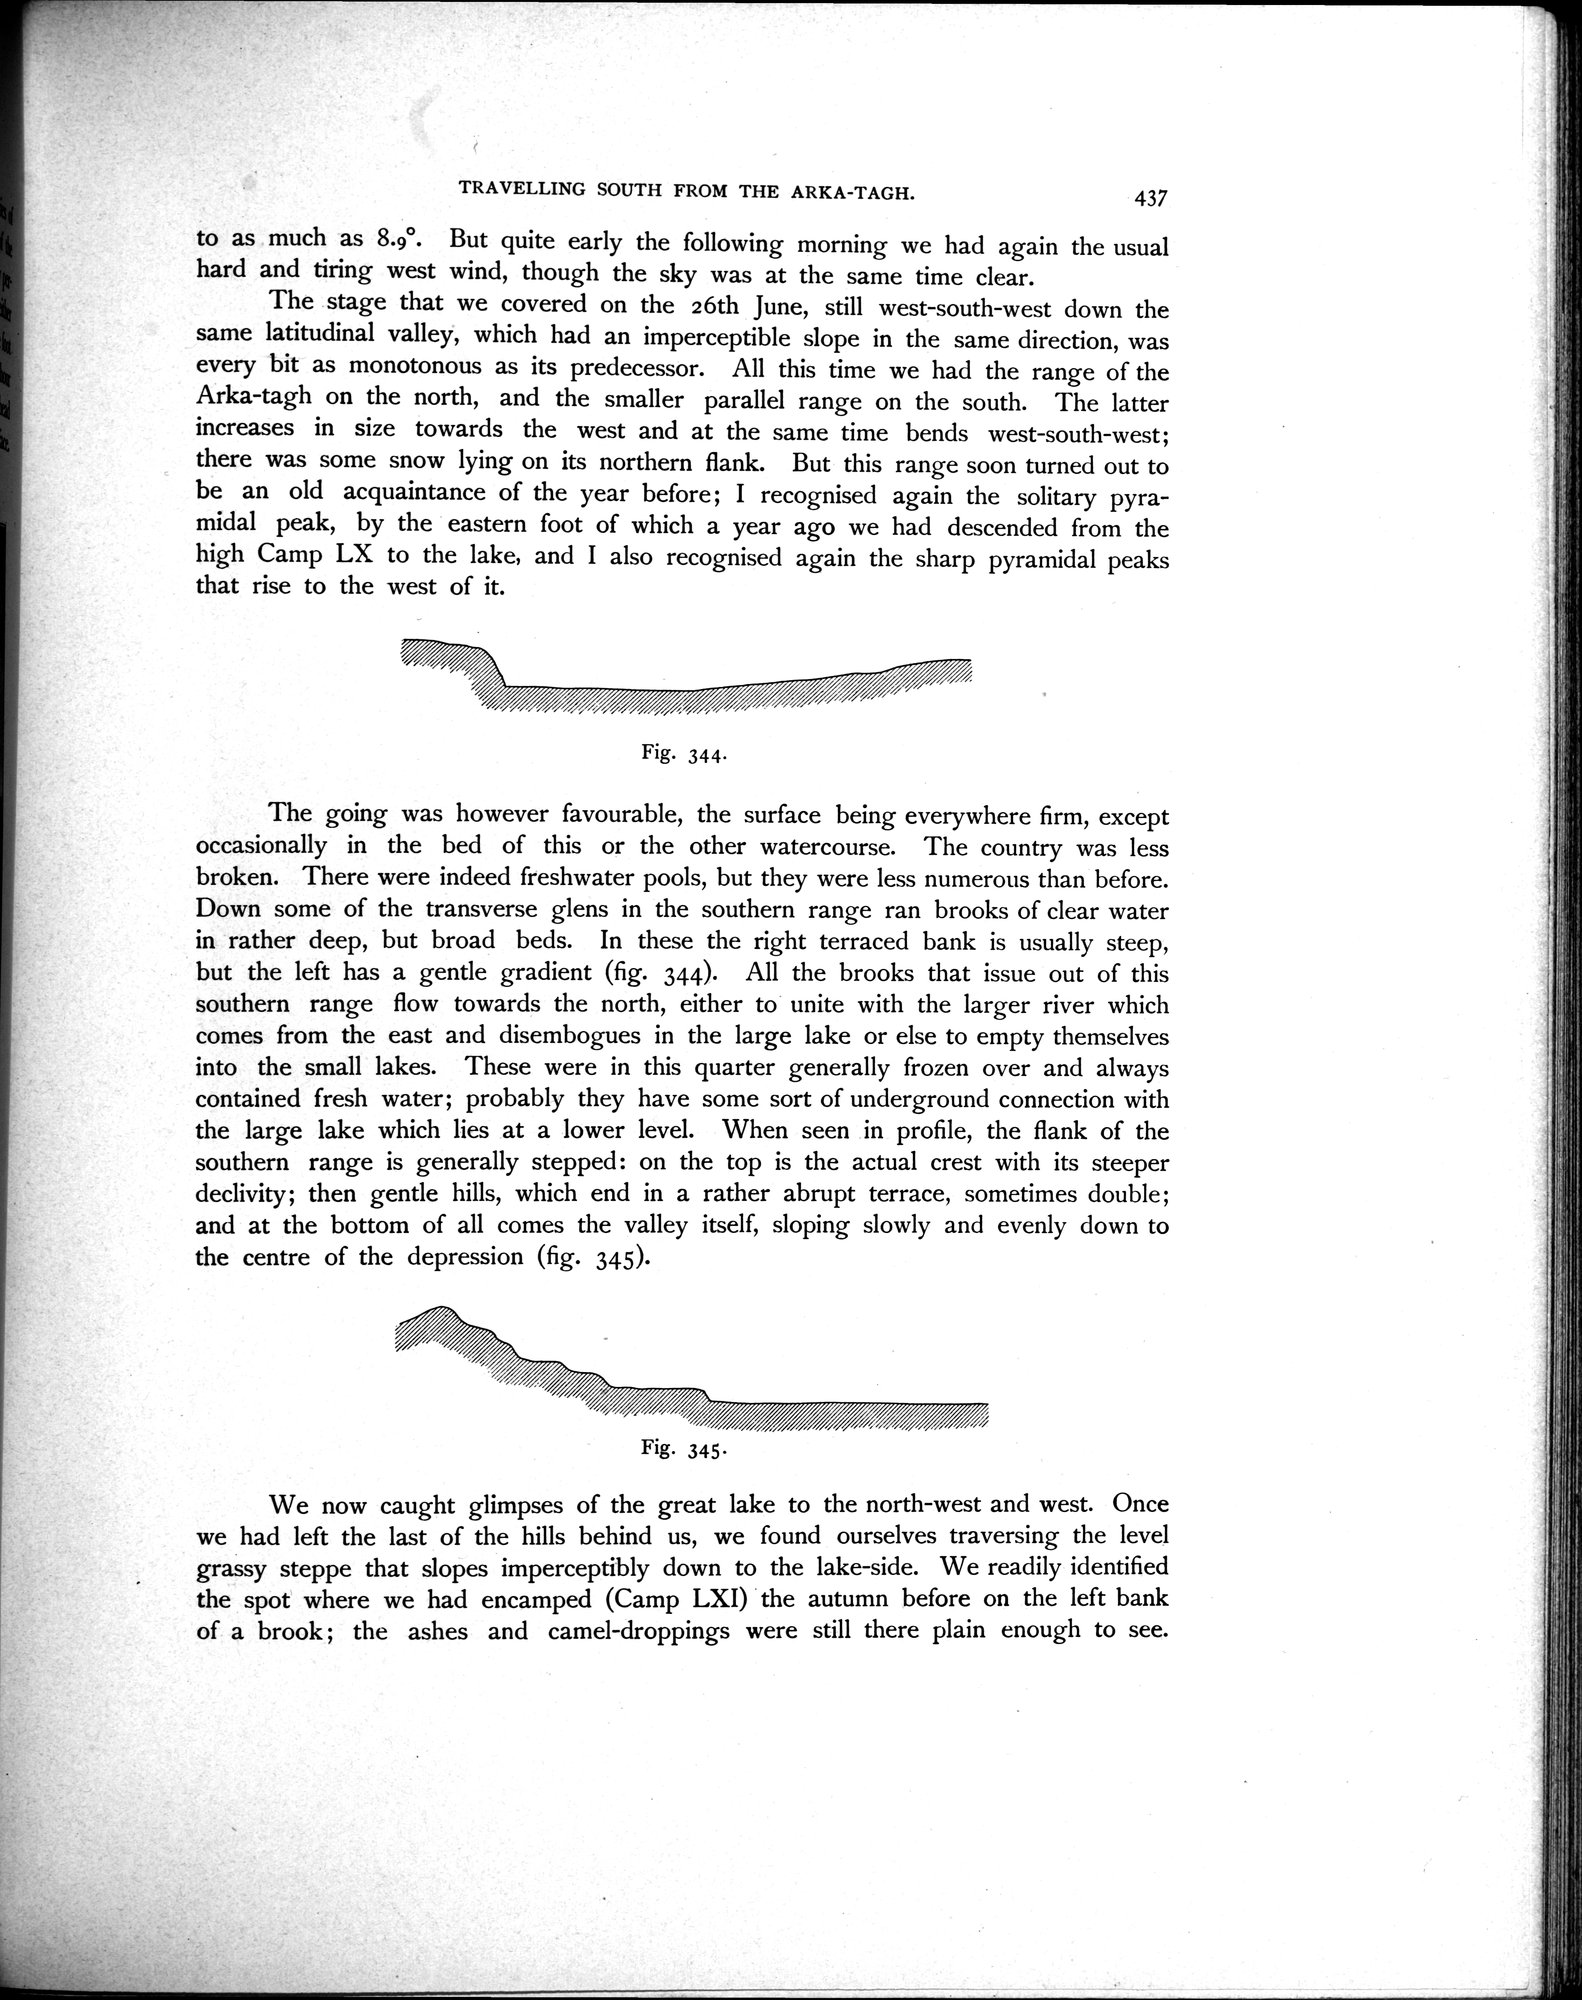 TRAVELLING SOUTH FROM THE ARKA-TAGH. 437
to as much as 8.9°. But quite early the following morning we had again the usual
hard and tiring west wind, though the sky was at the same time clear.
The stage that we covered on the 26th June, still west-south-west down the
same latitudinal valley, which had an imperceptible slope in the same direction, was
every bit as monotonous as its predecessor. All this time we had the range of the
Arka-tagh on the north, and the smaller parallel range on the south. The latter
increases in size towards the west and at the same time bends west-south-west;
there was some snow lying on its northern flank. But this range soon turned out to
be an old acquaintance of the year before; I recognised again the solitary pyra-
midal peak, by the eastern foot of which a year ago we had descended from the
high Camp LX to the lake, and I also recognised again the sharp pyramidal peaks
that rise to the west of it.
Fig. 344.
The going was however favourable, the surface being everywhere firm, except
occasionally in the bed of this or the other watercourse. The country was less
broken. There were indeed freshwater pools, but they were less numerous than before.
Down some of the transverse glens in the southern range ran brooks of clear water
in rather deep, but broad beds. In these the right terraced bank is usually steep,
but the left has a gentle gradient (fig. 344). All the brooks that issue out of this
southern range flow towards the north, either to unite with the larger river which
comes from the east and disembogues in the large lake or else to empty themselves
into the small lakes. These were in this quarter generally frozen over and always
contained fresh water; probably they have some sort of underground connection with
the large lake which lies at a lower level. When seen in profile, the flank of the
southern range is generally stepped: on the top is the actual crest with its steeper
declivity; then gentle hills, which end in a rather abrupt terrace, sometimes double;
and at the bottom of all comes the valley itself, sloping slowly and evenly down to
the centre of the depression (fig. 345).
Fig. 345.
We now caught glimpses of the great lake to the north-west and west. Once
we had left the last of the hills behind us, we found ourselves traversing the level
grassy steppe that slopes imperceptibly down to the lake-side. We readily identified
the spot where we had encamped (Camp LXI) the autumn before on the left bank
of a brook; the ashes and camel-droppings were still there plain enough to see.